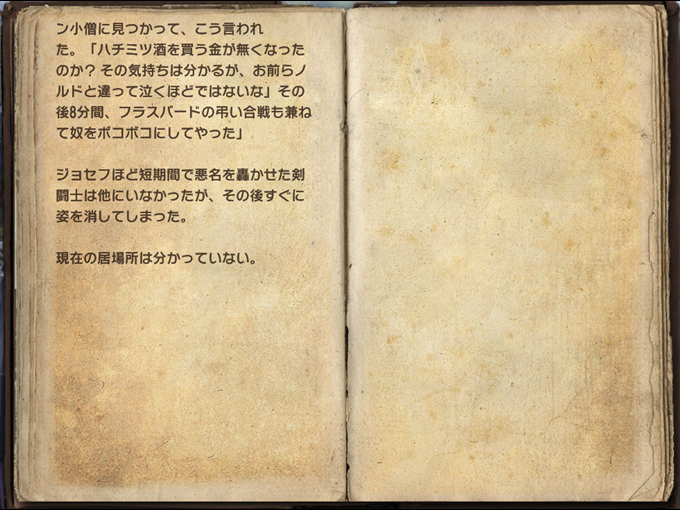 ン小僧に見つかって、こう言われ
た。「ハチミツ酒を買う金が無くなった
のか? その気持ちは分かるが、お前らノ
ルドと違って泣くほどではないな」その
後8分間、フラスバードの弔い合戦も兼ね
て奴をボコボコにしてやった」
ジョセフほど短期間で悪名を轟かせた剣
闘士は他にいなかったが、その後すぐに
姿を消してしまった。
現在の居場所は分かっていない。